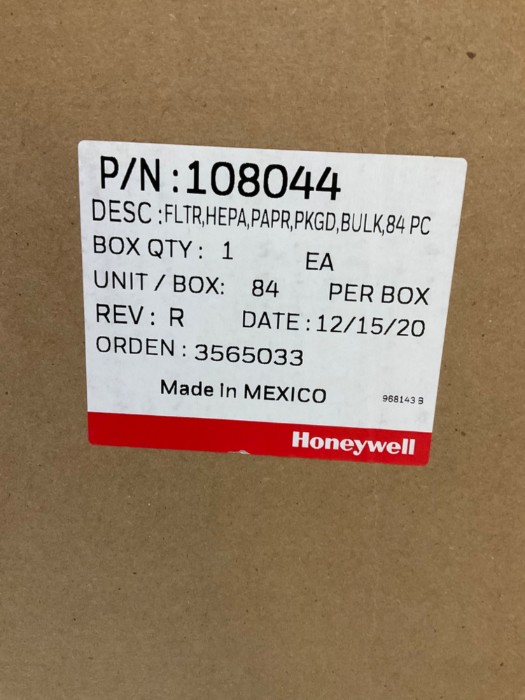 P/N:108044
DESC:FLTR,HEPA,PAPR,PKGD,BULK,84 PC
BOX QTY: 1 EA
UNIT / BOX: 84 PER BOX
REV: R DATE:12/15/20
ORDEN: 3565033
Made in MEXICO 968143 B
Honeywell